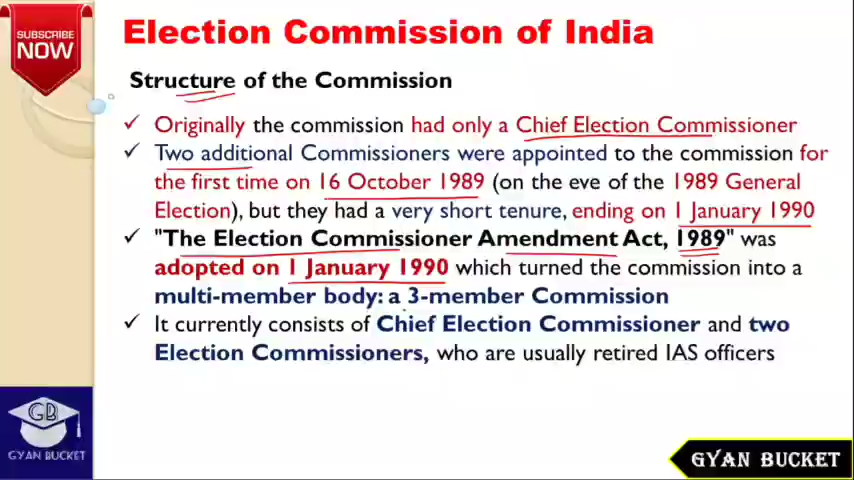 SUBSCRIBE
NOW
Election Commission of India
Structure of the Commission
✓ Originally the commission had only a Chief Election Commissioner
✓ Two additional Commissioners were appointed to the commission for
the first time on 16 October 1989 (on the eve of the 1989 General
Election), but they had a very short tenure, ending on 1 January 1990
✓ "The Election Commissioner Amendment Act, 1989" was
adopted on 1 January 1990 which turned the commission into a
multi-member body: a 3-member Commission
✓ It currently consists of Chief Election Commissioner and two
Election Commissioners, who are usually retired IAS officers
GB
GYAN BUCKET
GYAN BUCKET